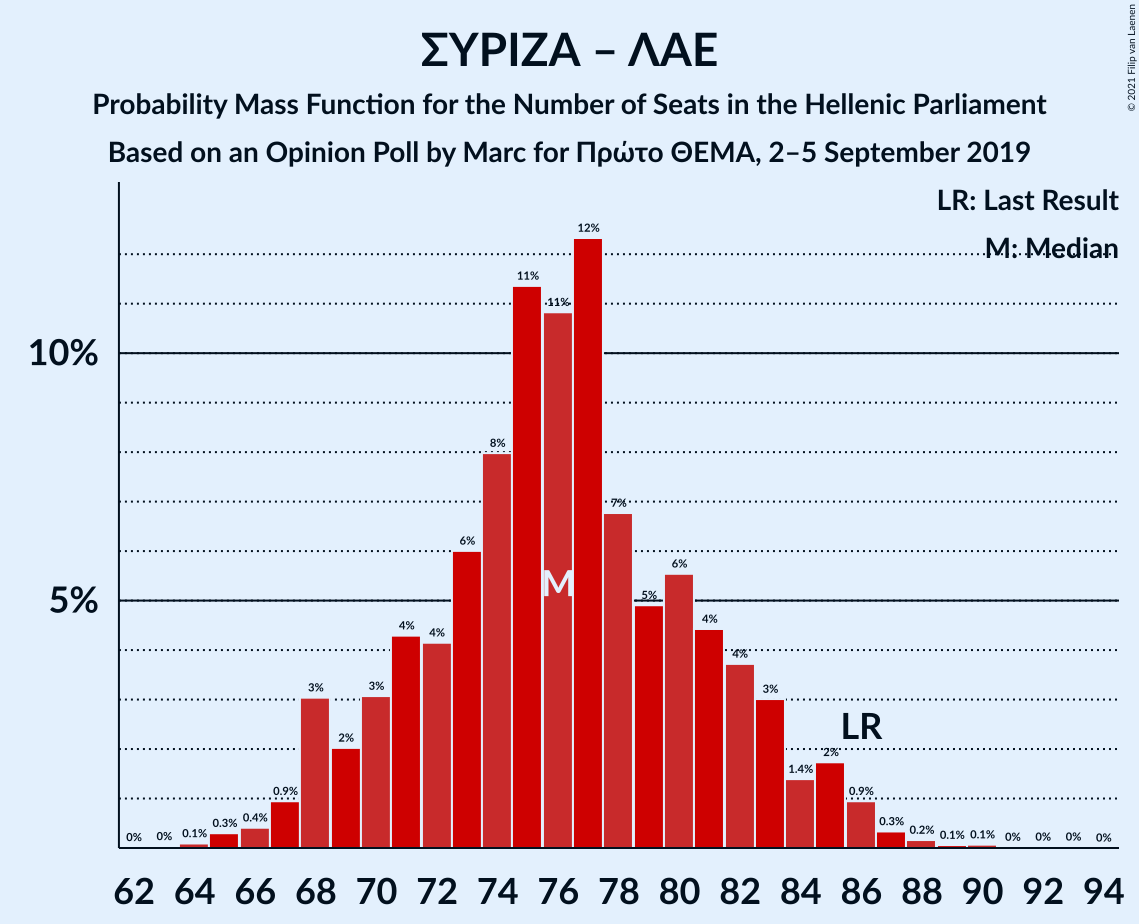 ΣΥΡΙΖΑ – ΛΑΕ
Probability Mass Function for the Number of Seats in the Hellenic Parliament
Based on an Opinion Poll by Marc for Πρώτο ΘΕΜΑ, 2–5 September 2019
© 2021 Filip van Laenen
LR: Last Result
M: Median
10%
5%
0% 0% 0.1% 0.3% 0.4% 0.9% 3% 2% 3% 4% 4% 6% 8% 11% 11% 12% 7% 5% 6% 4% 4% 3% 1.4% 2% 0.9% 0.3% 0.2% 0.1% 0.1% 0% 0% 0% 0%
M
LR
62 64 66 68 70 72 74 76 78 80 82 84 86 88 90 92 94